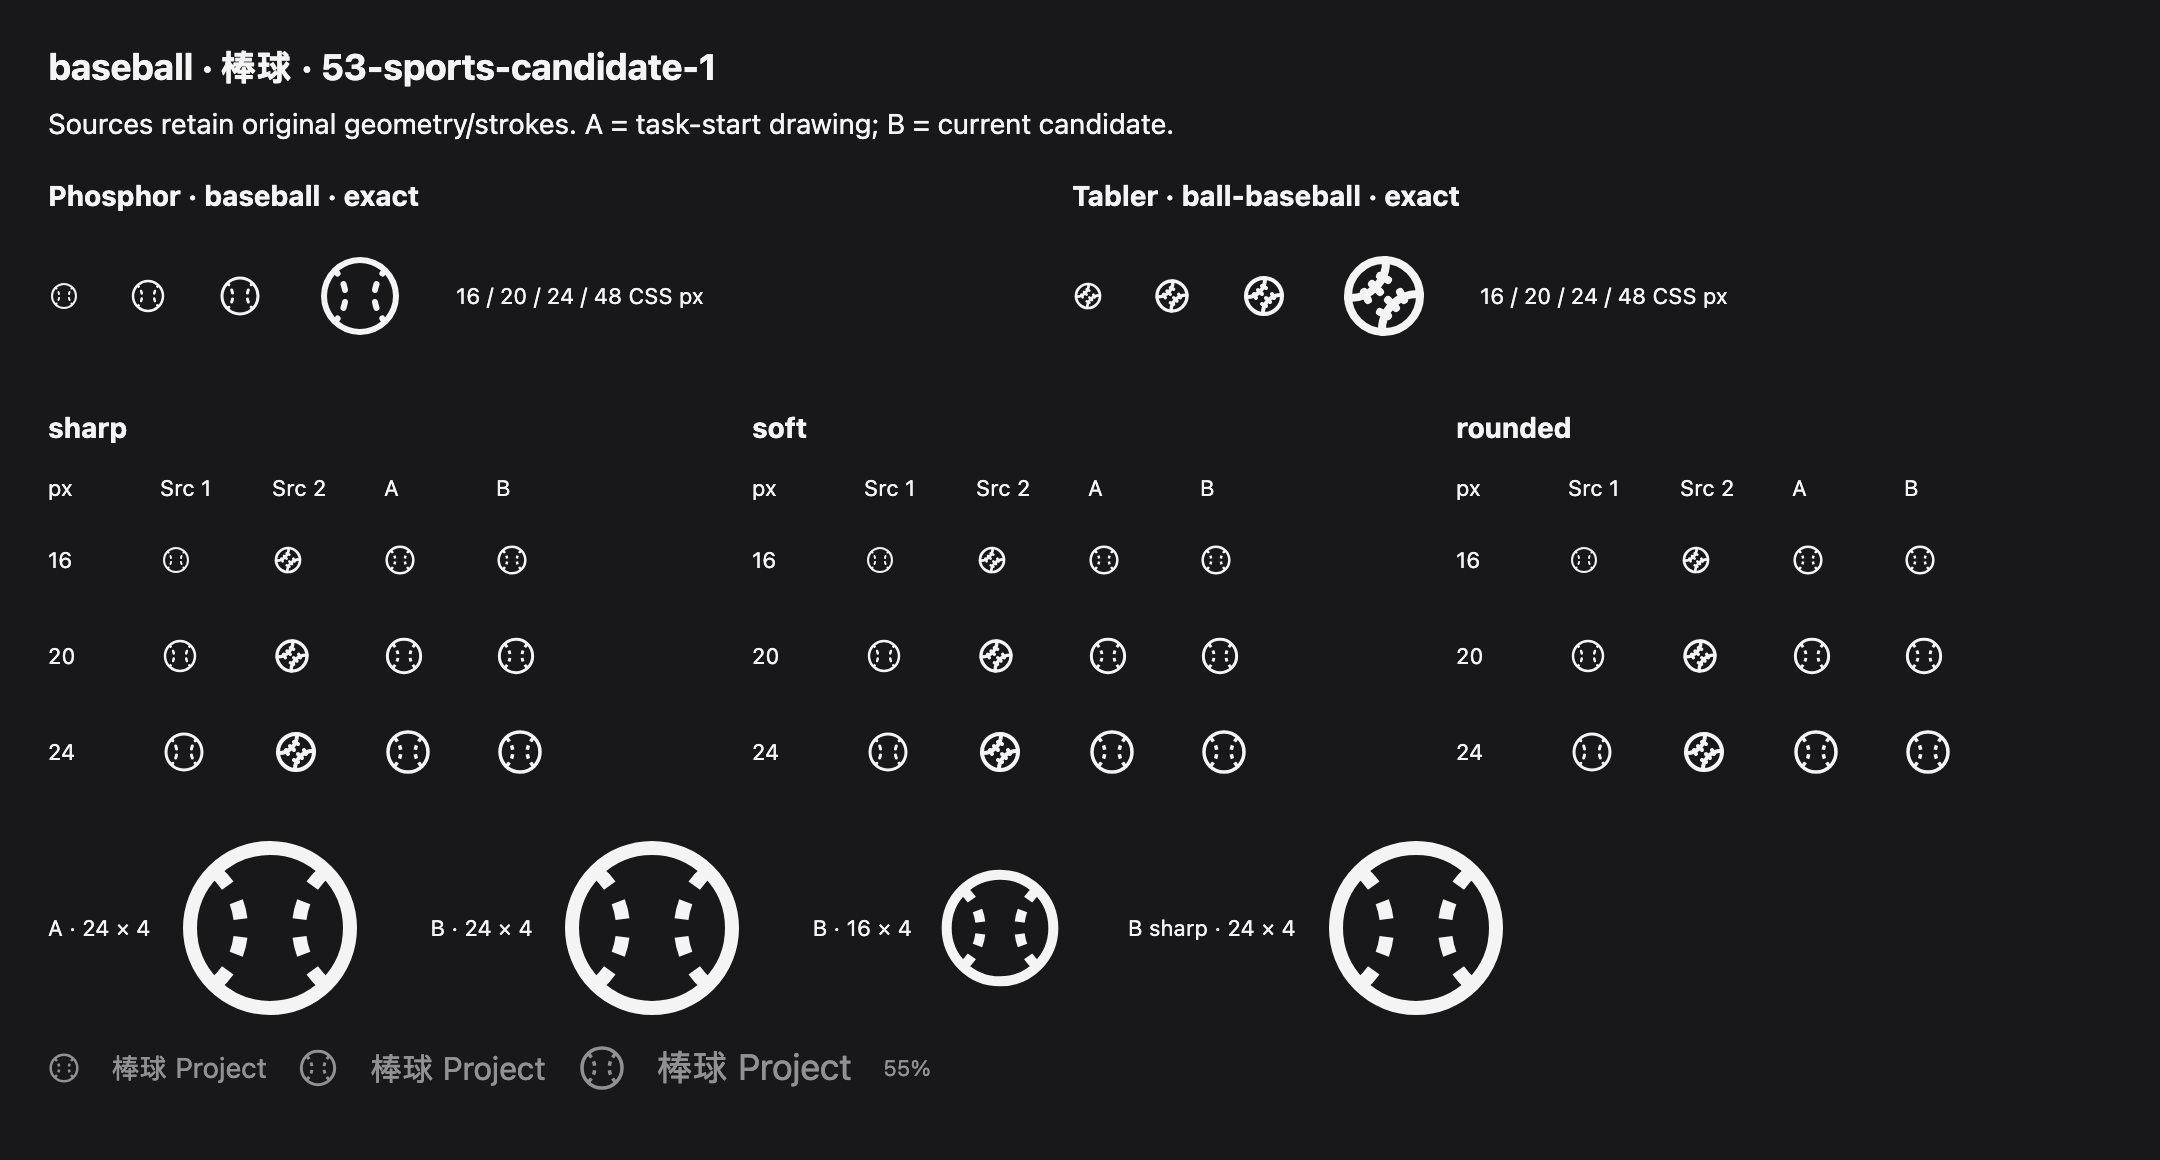 baseball · 棒球 · 53-sports-candidate-1
Sources retain original geometry/strokes. A = task-start drawing; B = current candidate.
Phosphor · baseball · exact
Tabler · ball-baseball · exact
16 / 20 / 24 / 48 CSS px
16 / 20 / 24 / 48 CSS px
sharp
soft
rounded
px Src 1 Src 2 A B
px Src 1 Src 2 A B
px Src 1 Src 2 A B
16
16
16
20
20
20
24
24
24
A · 24 × 4
B · 24 × 4
B · 16 × 4
B sharp · 24 × 4
棒球 Project
棒球 Project
棒球 Project
55%